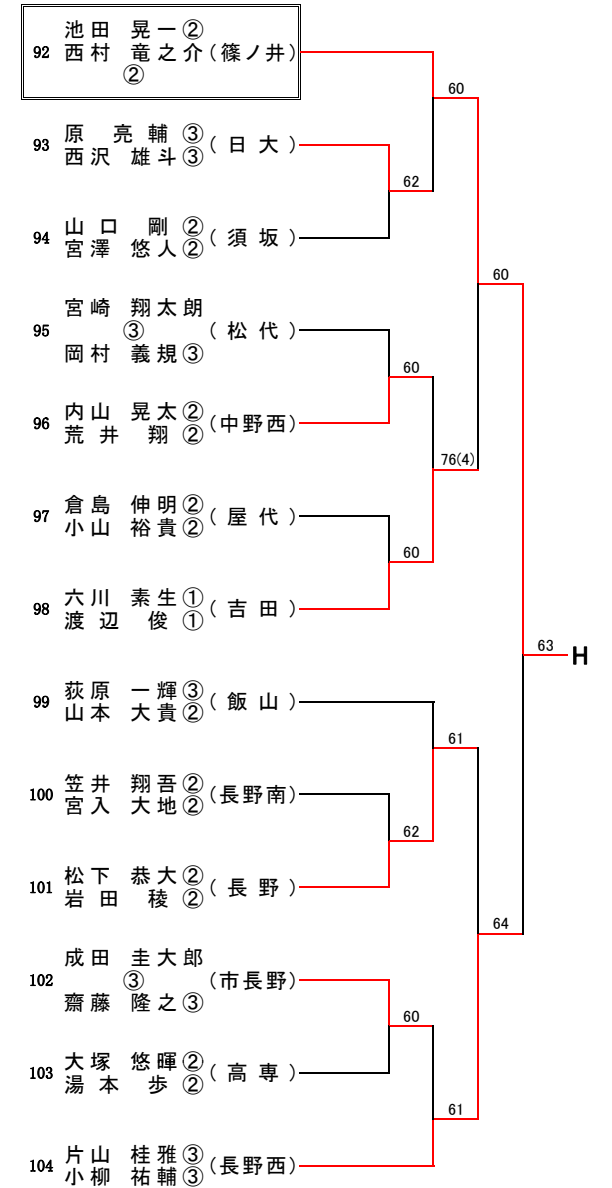 92 池田 晃一② 西村 竜之介② (篠ノ井)
93 原 亮輔③ 西沢 雄斗③ (日大)
94 山口 剛② 宮澤 悠人② (須坂)
95 宮崎 翔太朗③ 岡村 義規③ (松代)
96 内山 晃太② 荒井 翔② (中野西)
97 倉島 伸明② 小山 裕貴② (屋代)
98 六川 素生① 渡辺 俊① (吉田)
99 荻原 一輝③ 山本 大貴② (飯山)
100 笠井 翔吾② 宮入 大地② (長野南)
101 松下 恭大② 岩田 稜② (長野)
102 成田 圭大郎③ 齋藤 隆之③ (市長野)
103 大塚 悠暉② 湯本 歩② (高専)
104 片山 桂雅③ 小柳 祐輔③ (長野西)
60
62
60
60
76(4)
60
63
H
61
62
64
60
61